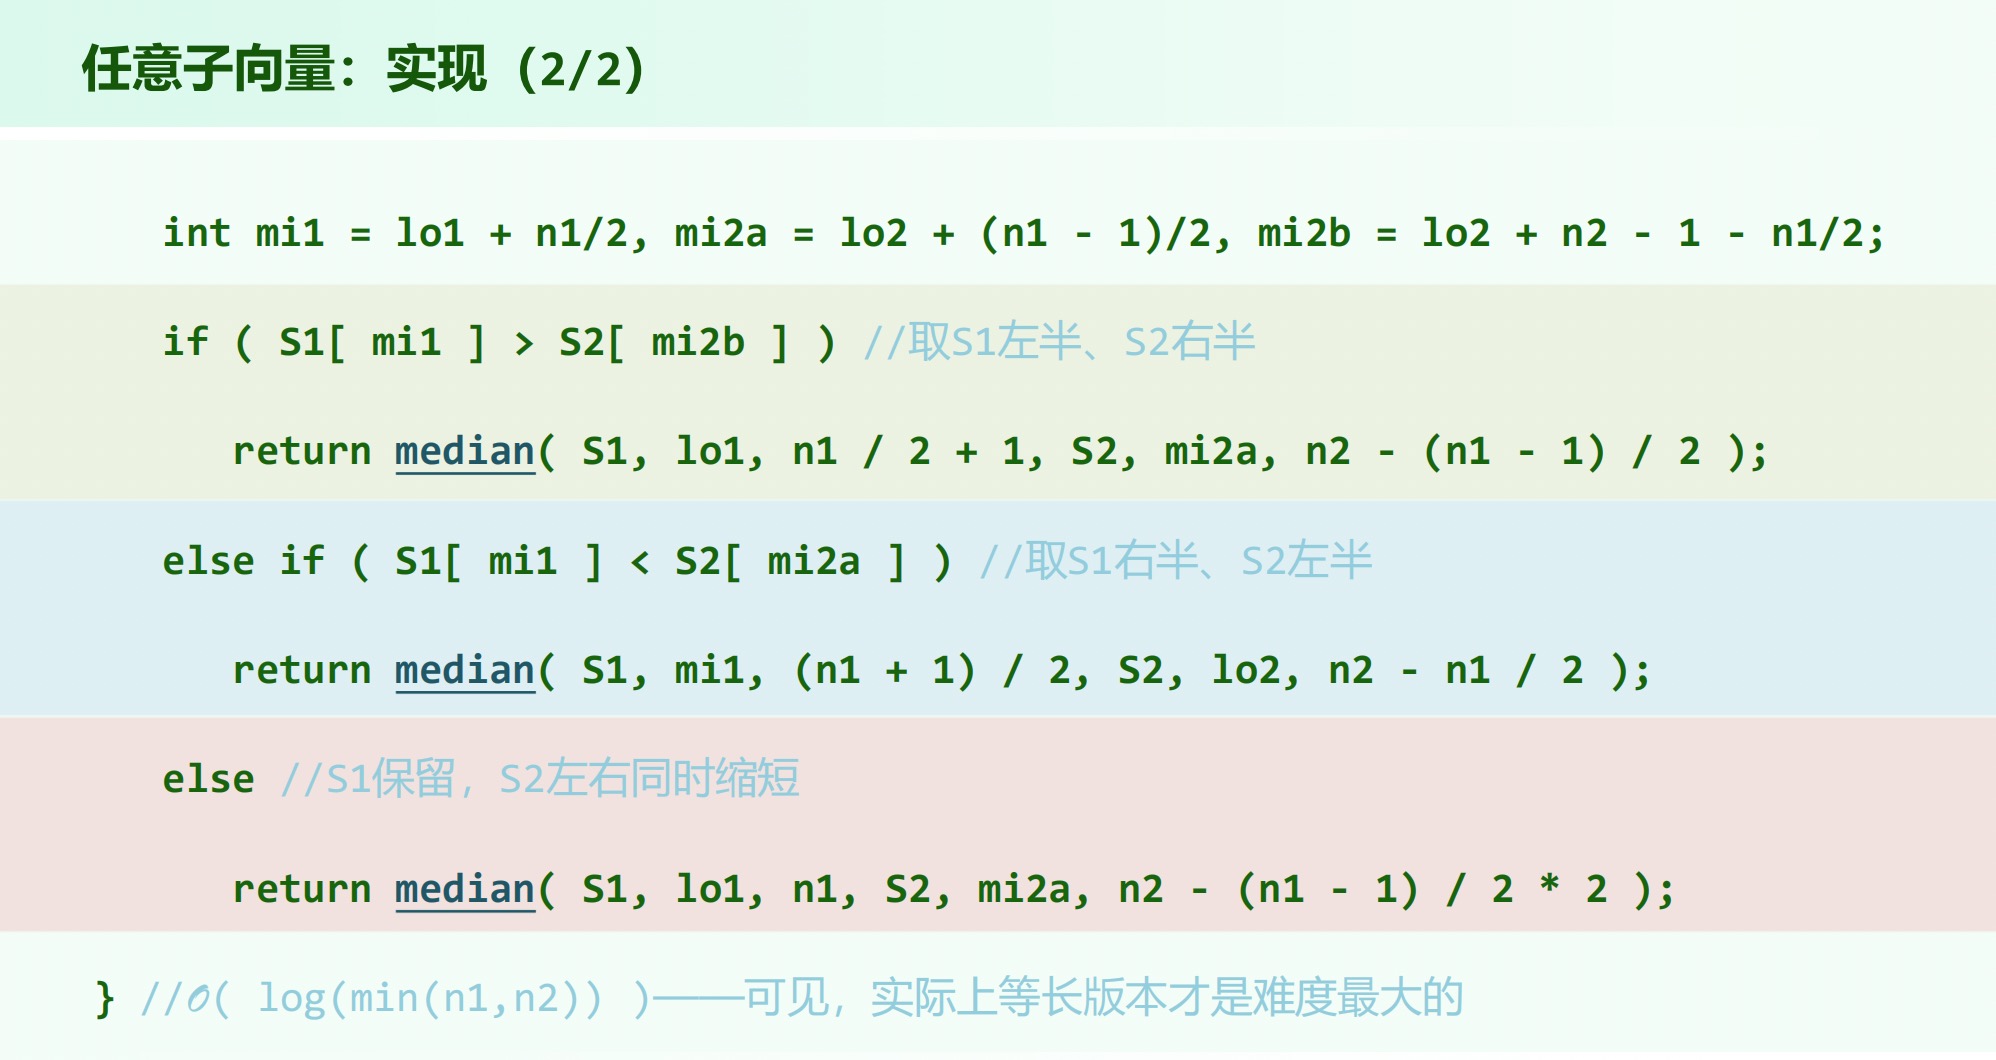 任意子向量：实现（2/2）
int mi1 = lo1 + n1/2, mi2a = lo2 + (n1 - 1)/2, mi2b = lo2 + n2 - 1 - n1/2;
if ( S1[ mi1 ] > S2[ mi2b ] ) //取S1左半、S2右半
return median( S1, lo1, n1 / 2 + 1, S2, mi2a, n2 - (n1 - 1) / 2 );
else if ( S1[ mi1 ] < S2[ mi2a ] ) //取S1右半、S2左半
return median( S1, mi1, (n1 + 1) / 2, S2, lo2, n2 - n1 / 2 );
else //S1保留，S2左右同时缩短
return median( S1, lo1, n1, S2, mi2a, n2 - (n1 - 1) / 2 * 2 );
} //𝒪( log(min(n1,n2)) )——可见，实际上等长版本才是难度最大的